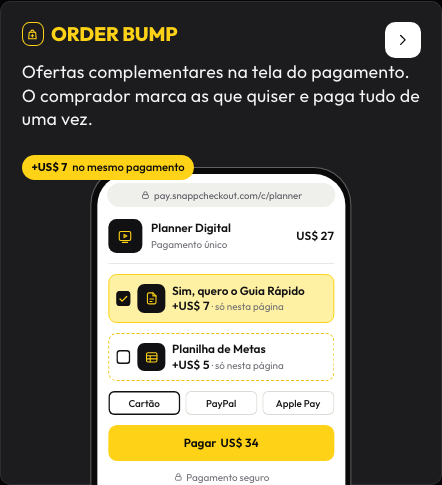 ORDER BUMP
Ofertas complementares na tela do pagamento.
O comprador marca as que quiser e paga tudo de
uma vez.
+US$ 7 no mesmo pagamento
pay.snappcheckout.com/c/planner
Planner Digital
Pagamento único
US$ 27
Sim, quero o Guia Rápido
+US$ 7 · só nesta página
Planilha de Metas
+US$ 5 · só nesta página
Cartão
PayPal
Apple Pay
Pagar US$ 34
Pagamento seguro